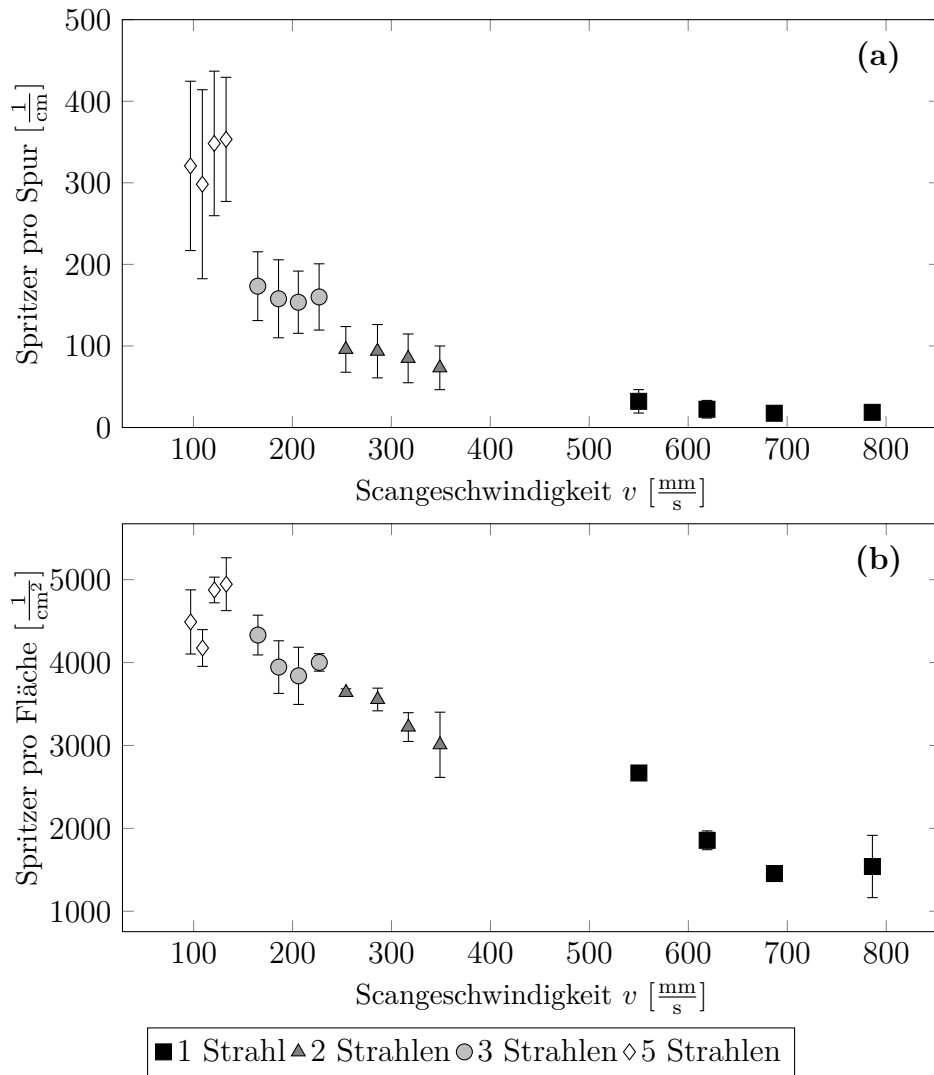 500
400
300
200
100
0
Spritzer pro Spur [1/cm]
(a)
100 200 300 400 500 600 700 800
Scangeschwindigkeit v [mm/s]
5000
4000
3000
2000
1000
Spritzer pro Fläche [1/cm²]
(b)
100 200 300 400 500 600 700 800
Scangeschwindigkeit v [mm/s]
1 Strahl 2 Strahlen 3 Strahlen 5 Strahlen